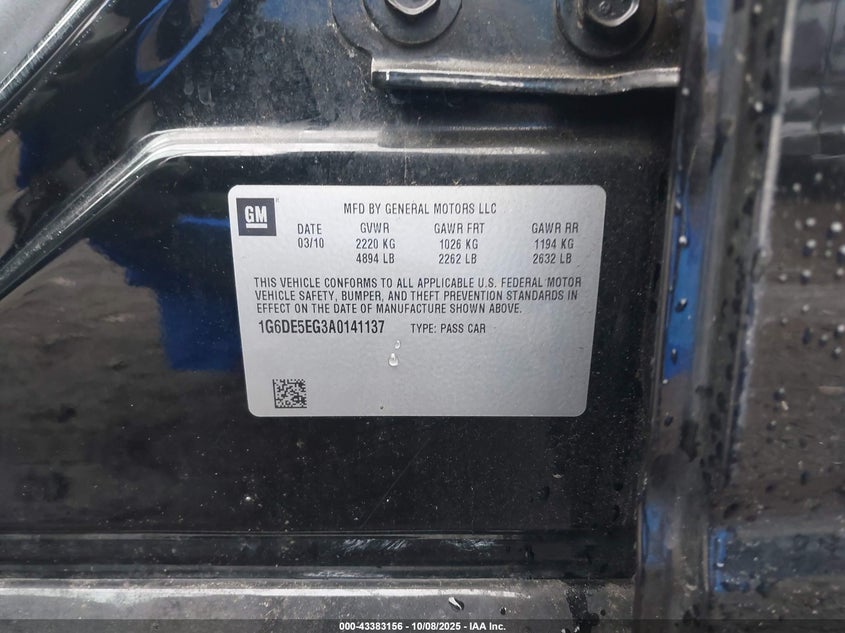 GM
MFD BY GENERAL MOTORS LLC
DATE GVWR GAWR FRT GAWR RR
03/10 2220 KG 1026 KG 1194 KG
4894 LB 2262 LB 2632 LB
THIS VEHICLE CONFORMS TO ALL APPLICABLE U.S. FEDERAL MOTOR
VEHICLE SAFETY, BUMPER, AND THEFT PREVENTION STANDARDS IN
EFFECT ON THE DATE OF MANUFACTURE SHOWN ABOVE.
1G6DE5EG3A0141137 TYPE: PASS CAR
000-43383156 - 10/08/2025 - IAA Inc.